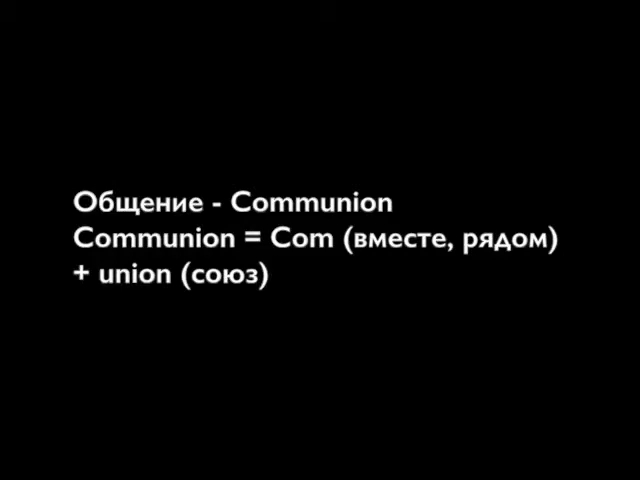 Общение - Communion
Communion = Com (вместе, рядом)
+ union (союз)